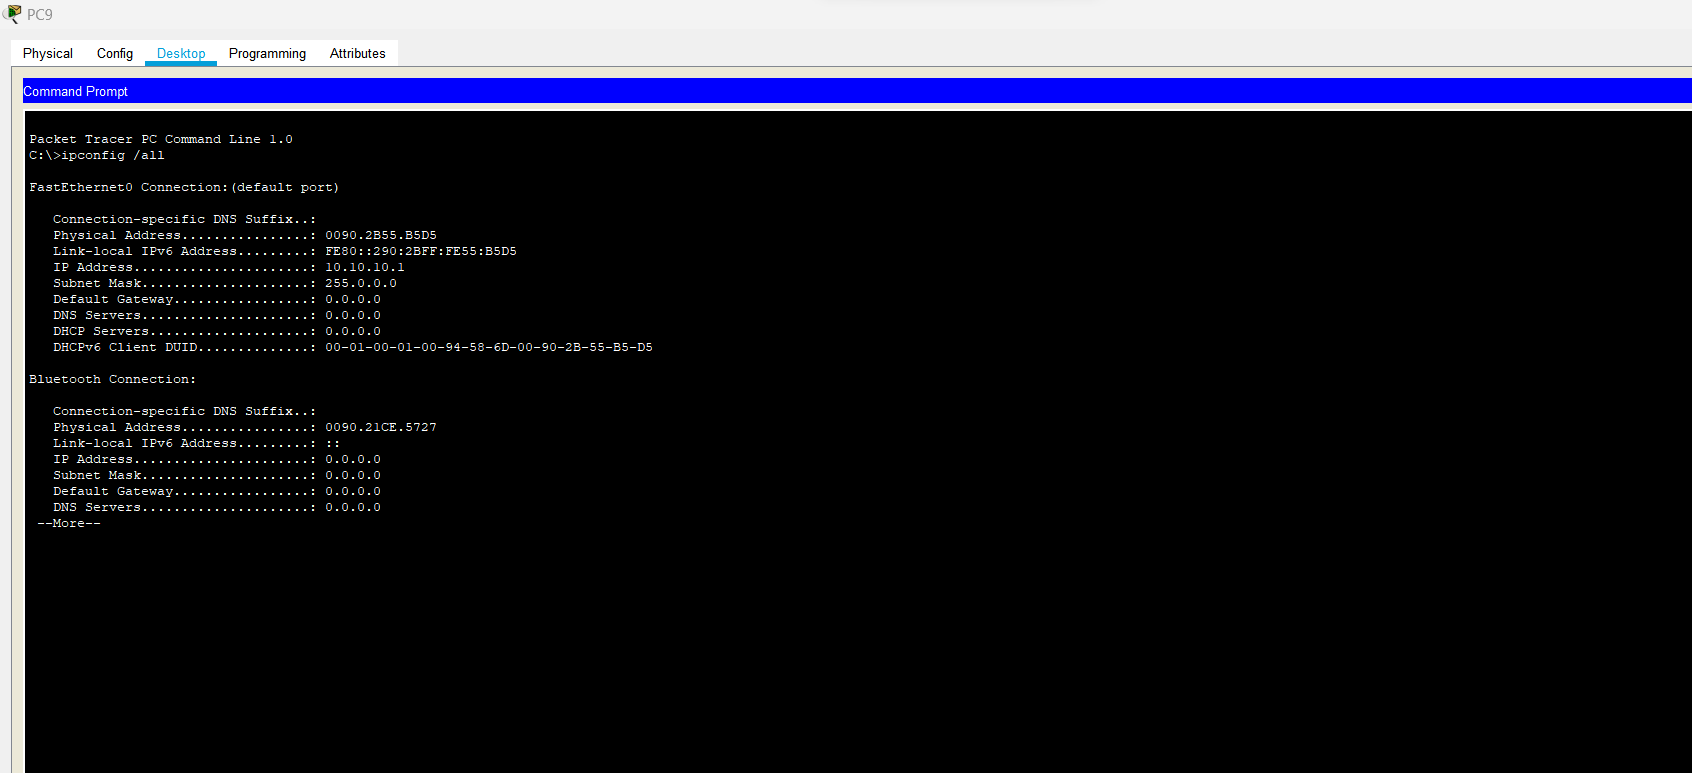 PC9
Physical Config Desktop Programming Attributes
Command Prompt
Packet Tracer PC Command Line 1.0
C:\>ipconfig /all
FastEthernet0 Connection:(default port)
Connection-specific DNS Suffix..:
Physical Address................: 0090.2B55.B5D5
Link-local IPv6 Address.........: FE80::290:2BFF:FE55:B5D5
IP Address......................: 10.10.10.1
Subnet Mask.....................: 255.0.0.0
Default Gateway.................: 0.0.0.0
DNS Servers.....................: 0.0.0.0
DHCP Servers....................: 0.0.0.0
DHCPv6 Client DUID..............: 00-01-00-01-00-94-58-6D-00-90-2B-55-B5-D5
Bluetooth Connection:
Connection-specific DNS Suffix..:
Physical Address................: 0090.21CE.5727
Link-local IPv6 Address.........: ::
IP Address......................: 0.0.0.0
Subnet Mask.....................: 0.0.0.0
Default Gateway.................: 0.0.0.0
DNS Servers.....................: 0.0.0.0
--More--